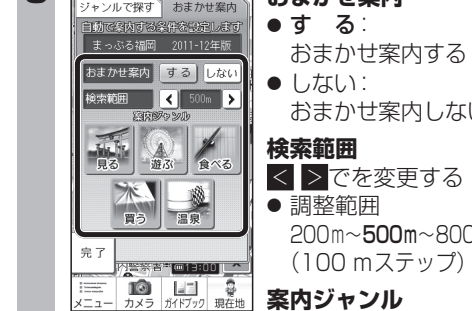 ジャンルで探す おまかせ案内
自動で案内する条件を設定します
まっぷる福岡 2011-12年版
おまかせ案内 する しない
検索範囲 < 500m >
案内ジャンル
見る 遊ぶ 食べる
買う 温泉
完了
13:00
メニュー カメラ ガイドブック 現在地
おまかせ案内
● す る:
おまかせ案内する
● しない:
おまかせ案内しない
検索範囲
< >でを変更する
● 調整範囲
200m~500m~800
(100 mステップ)
案内ジャンル